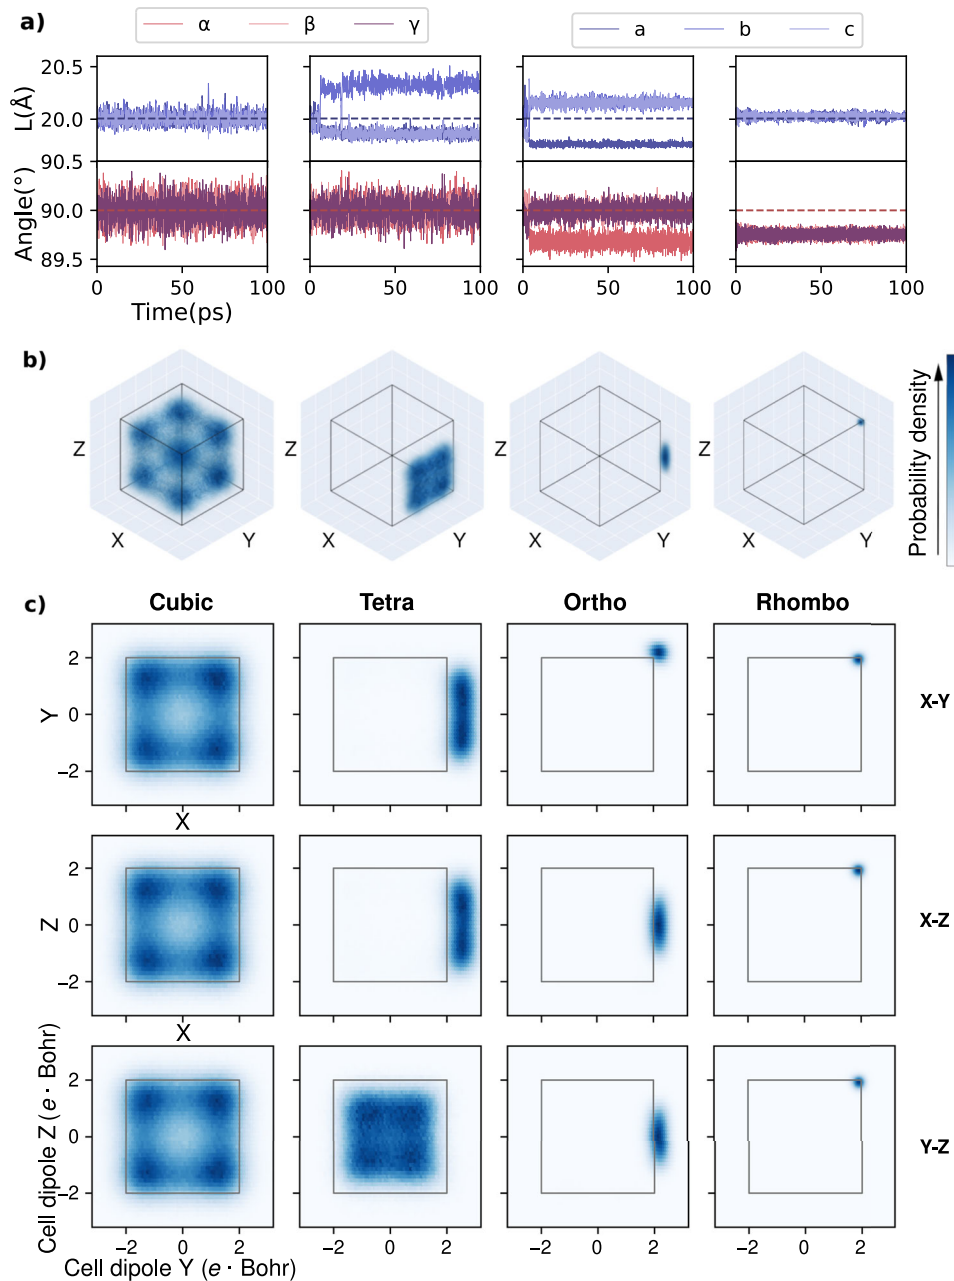 a)
α β γ
a b c
L(Å)
20.5
20.0
90.5
Angle(°)
90.0
89.5
0 50 100 0 50 100 0 50 100 0 50 100
Time(ps)
b)
Z X Y
Z X Y
Z X Y
Z X Y
Probability density
c)
Cubic Tetra Ortho Rhombo
Y
2
0
−2
−2 0 2
X
X-Y
Z
2
0
−2
X
X-Z
Cell dipole Z (e · Bohr)
2
0
−2
Y-Z
−2 0 2 −2 0 2 −2 0 2 −2 0 2
Cell dipole Y (e · Bohr)